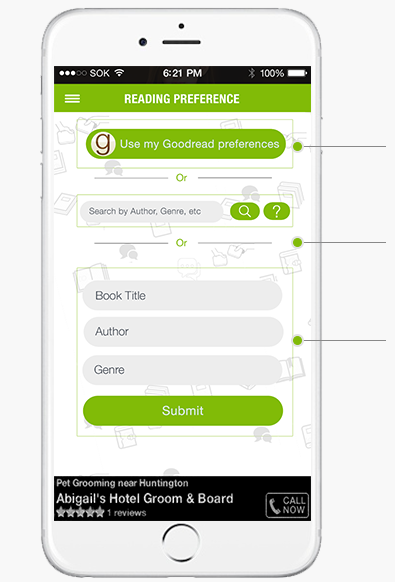 SOK 6:21 PM 100%
READING PREFERENCE
g Use my Goodread preferences
Or
Search by Author, Genre, etc ?
Or
Book Title
Author
Genre
Submit
Pet Grooming near Huntington
Abigail's Hotel Groom & Board
1 reviews
CALL
NOW